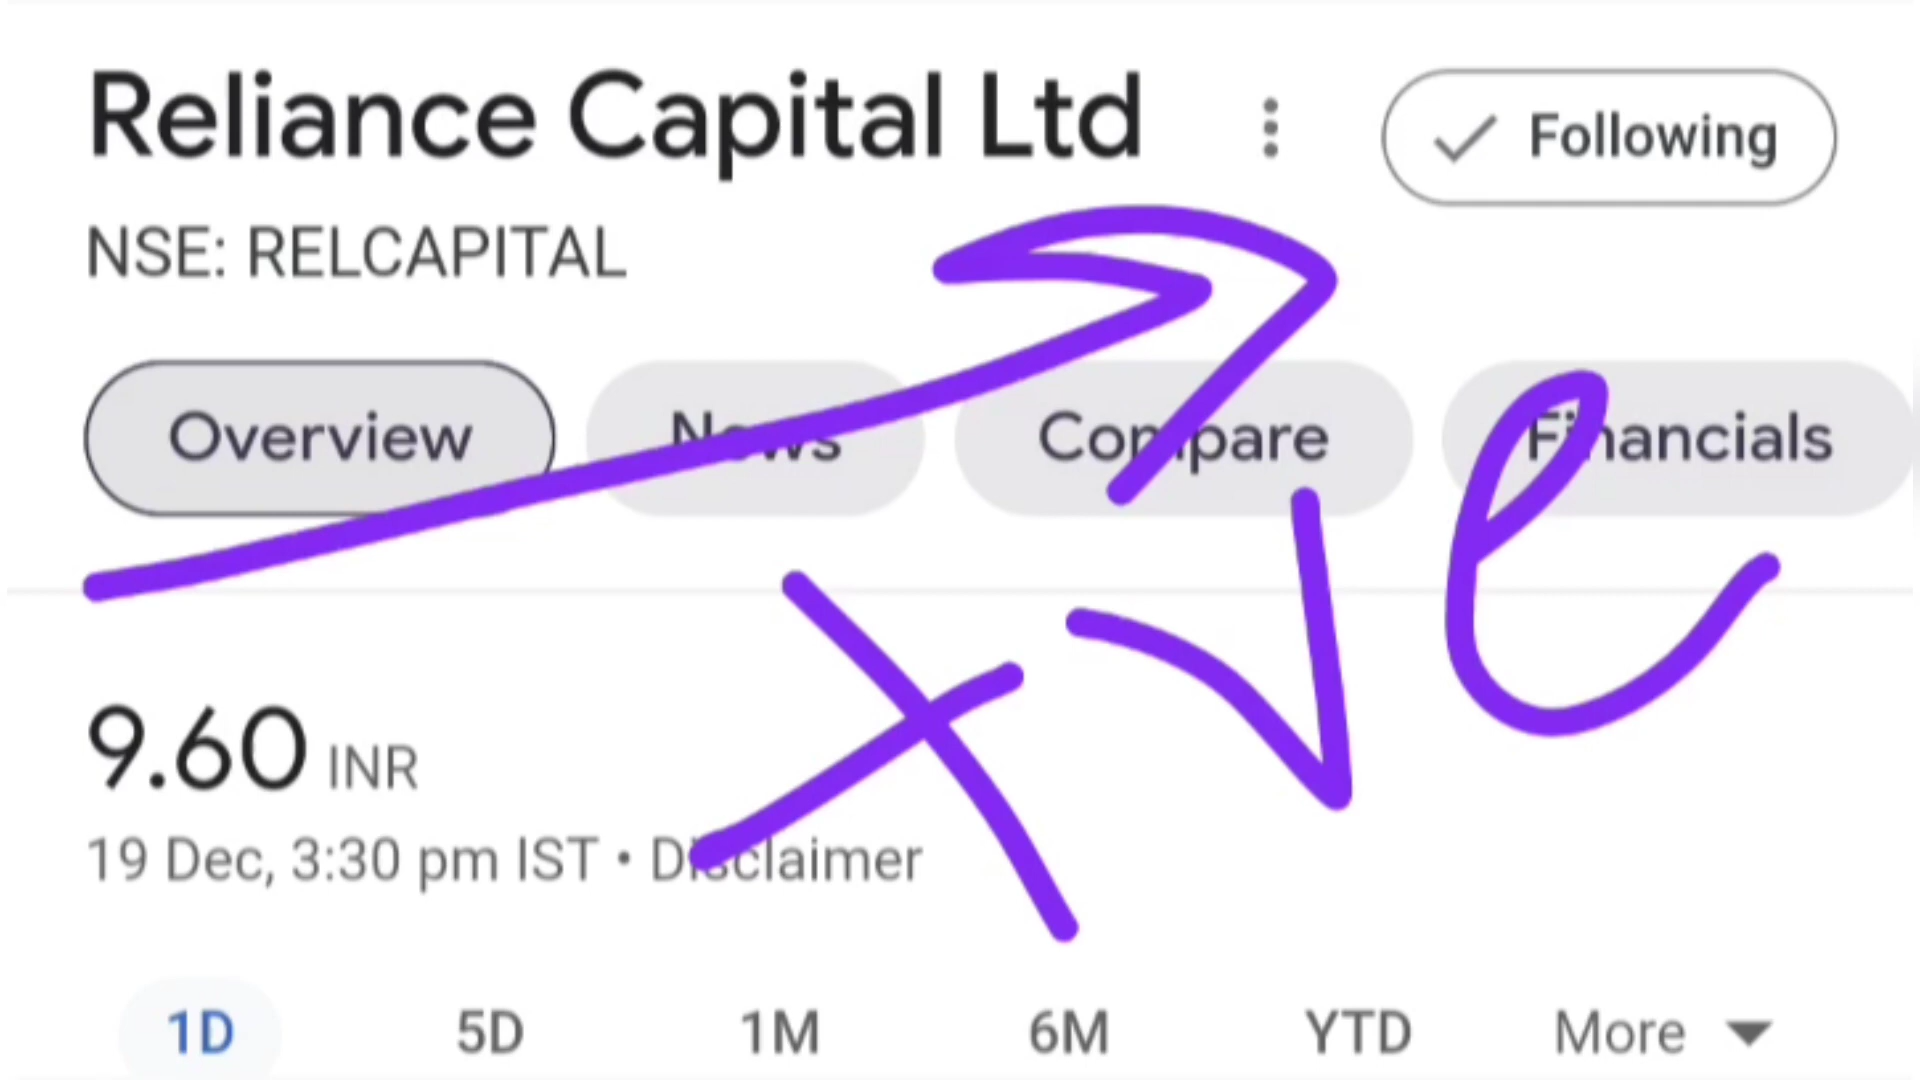 Reliance Capital Ltd
Following
NSE: RELCAPITAL
Overview News Compare Financials
+ve
9.60 INR
19 Dec, 3:30 pm IST • Disclaimer
1D 5D 1M 6M YTD More